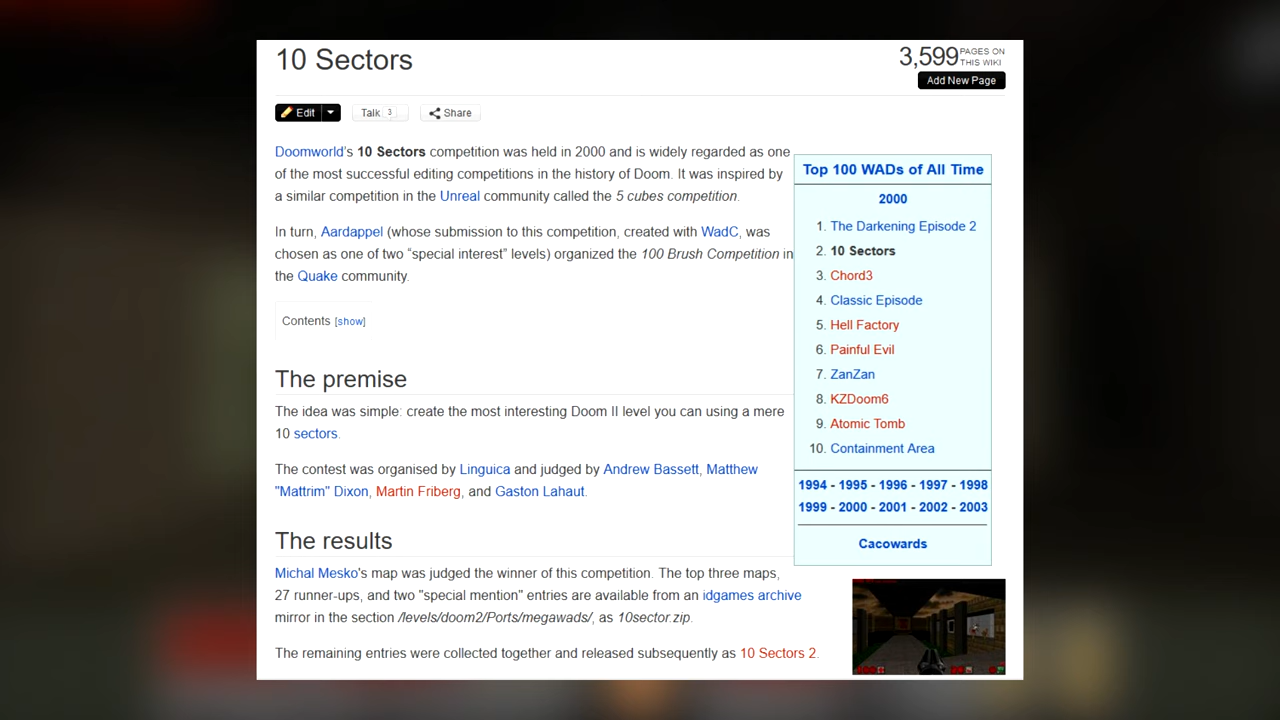 10 Sectors
3,599 PAGES ON
THIS WIKI
Add New Page
Edit
Talk 3
Share
Doomworld's 10 Sectors competition was held in 2000 and is widely regarded as one
of the most successful editing competitions in the history of Doom. It was inspired by
a similar competition in the Unreal community called the 5 cubes competition.
In turn, Aardappel (whose submission to this competition, created with WadC, was
chosen as one of two “special interest” levels) organized the 100 Brush Competition in
the Quake community.
Contents [show]
The premise
The idea was simple: create the most interesting Doom II level you can using a mere
10 sectors.
The contest was organised by Linguica and judged by Andrew Bassett, Matthew
"Mattrim" Dixon, Martin Friberg, and Gaston Lahaut.
The results
Michal Mesko's map was judged the winner of this competition. The top three maps,
27 runner-ups, and two "special mention" entries are available from an idgames archive
mirror in the section /levels/doom2/Ports/megawads/, as 10sector.zip.
The remaining entries were collected together and released subsequently as 10 Sectors 2.
Top 100 WADs of All Time
2000
1. The Darkening Episode 2
2. 10 Sectors
3. Chord3
4. Classic Episode
5. Hell Factory
6. Painful Evil
7. ZanZan
8. KZDoom6
9. Atomic Tomb
10. Containment Area
1994 - 1995 - 1996 - 1997 - 1998
1999 - 2000 - 2001 - 2002 - 2003
Cacowards